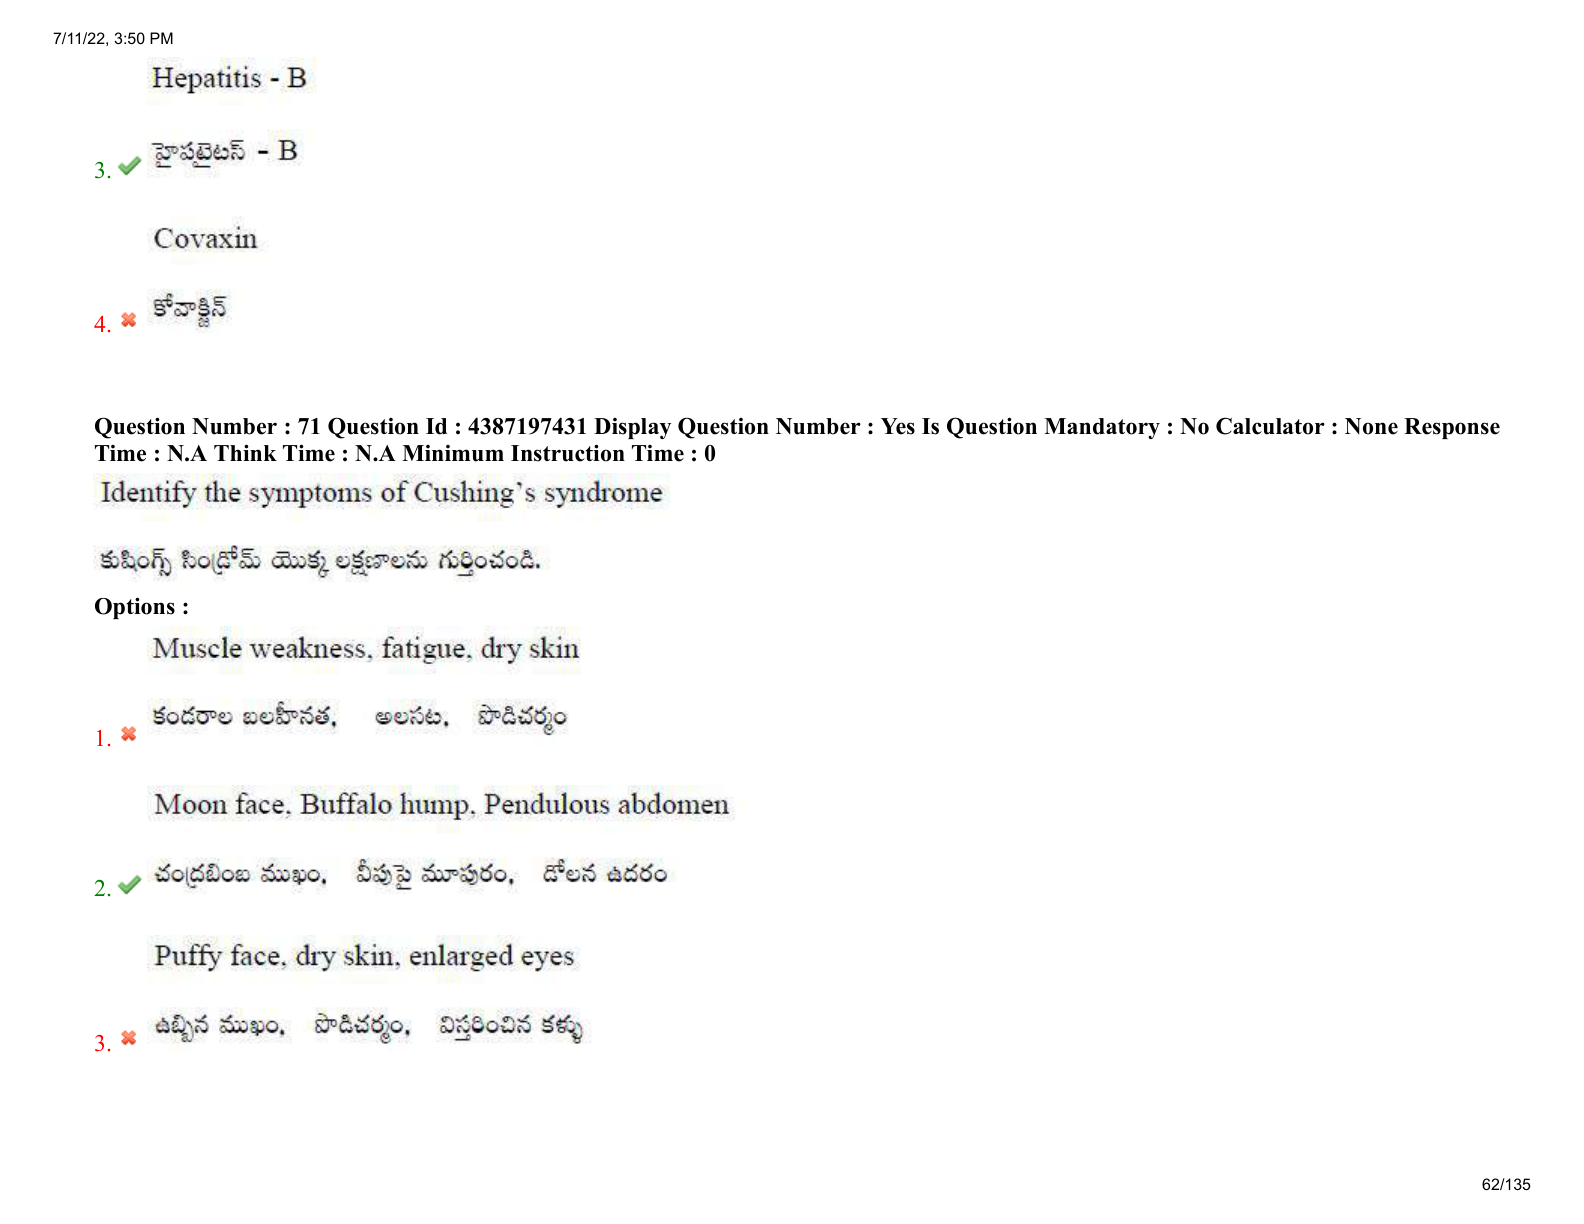 7/11/22, 3:50 PM
Hepatitis - B
హైపటైటస్ - B
3.
Covaxin
కోవాక్జిన్
4.
Question Number : 71 Question Id : 4387197431 Display Question Number : Yes Is Question Mandatory : No Calculator : None Response
Time : N.A Think Time : N.A Minimum Instruction Time : 0
Identify the symptoms of Cushing's syndrome
కుషింగ్స్ సిండ్రోమ్ యొక్క లక్షణాలను గుర్తించండి.
Options :
Muscle weakness, fatigue, dry skin
కండరాల బలహీనత, అలసట, పొడిచర్మం
1.
Moon face, Buffalo hump, Pendulous abdomen
చంద్రబింబ ముఖం, వీపుపై మూపురం, డోలన ఉదరం
2.
Puffy face, dry skin, enlarged eyes
ఉబ్బిన ముఖం, పొడిచర్మం, విస్తరించిన కళ్ళు
3.
62/135